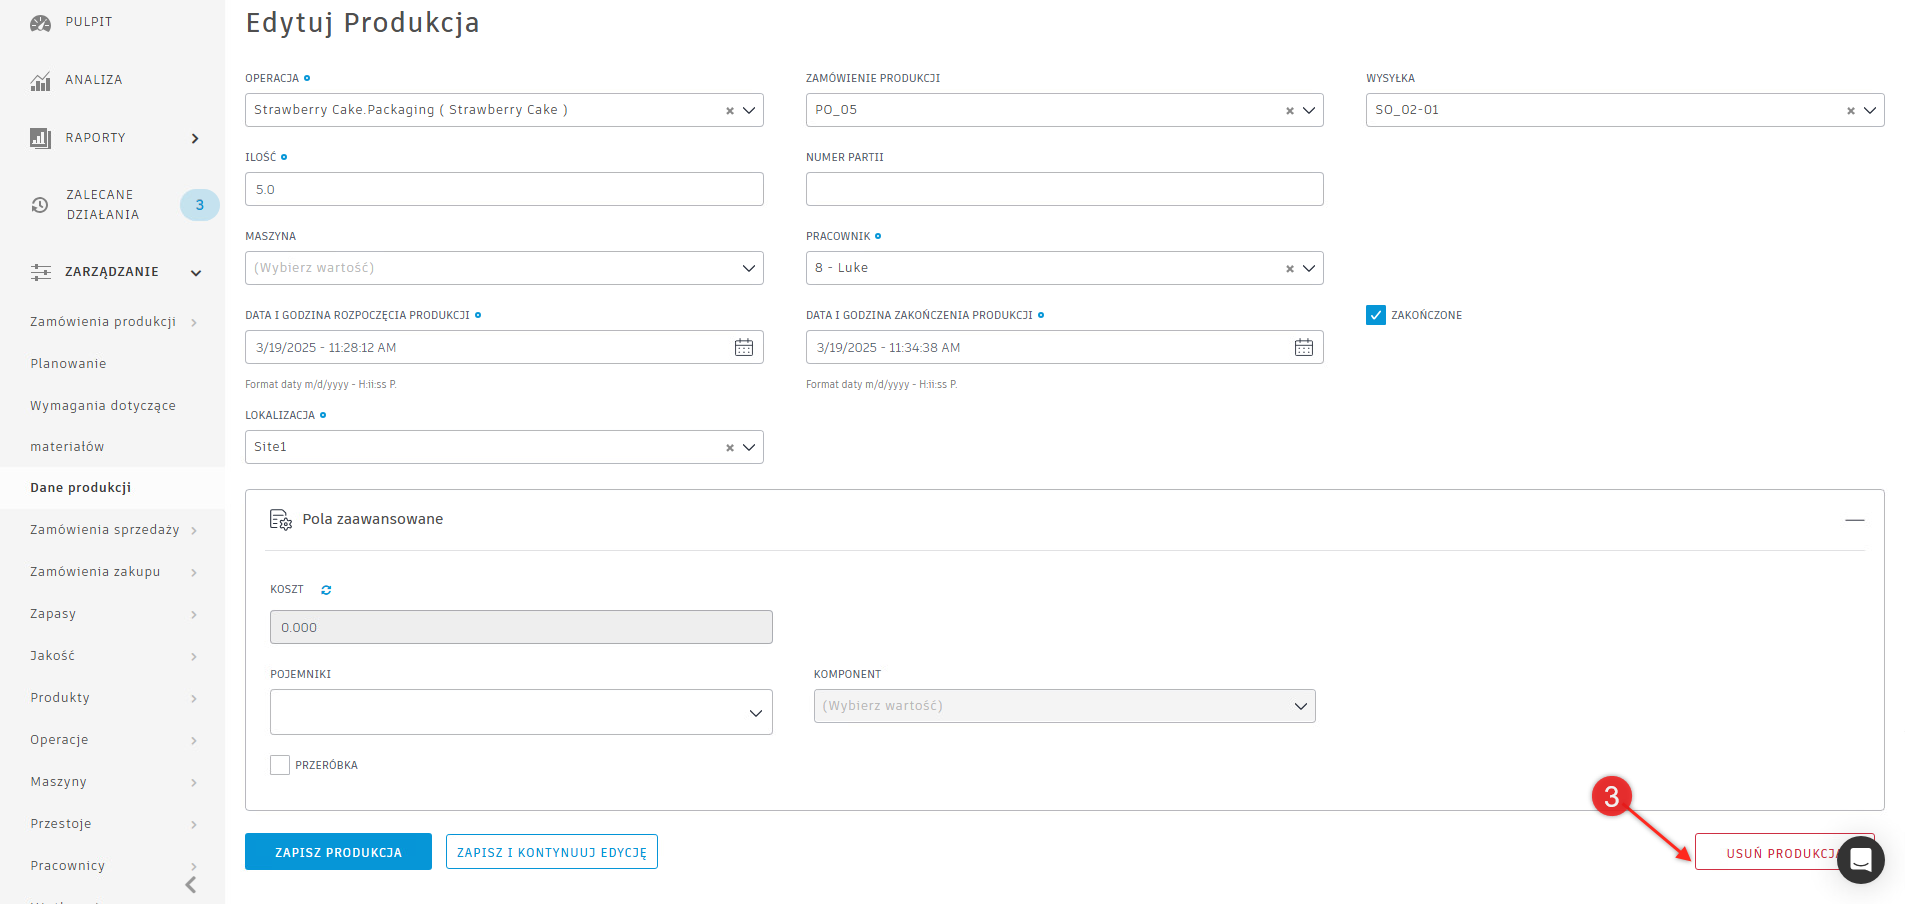 PULPIT
ANALIZA
RAPORTY
ZALECANE
DZIAŁANIA
3
ZARZĄDZANIE
Zamówienia produkcji
Planowanie
Wymagania dotyczące
materiałów
Dane produkcji
Zamówienia sprzedaży
Zamówienia zakupu
Zapasy
Jakość
Produkty
Operacje
Maszyny
Przestoje
Pracownicy
Edytuj Produkcja
OPERACJA
Strawberry Cake.Packaging ( Strawberry Cake )
ZAMÓWIENIE PRODUKCJI
PO_05
WYSYŁKA
SO_02-01
ILOŚĆ
5.0
NUMER PARTII
MASZYNA
(Wybierz wartość)
PRACOWNIK
8 - Luke
DATA I GODZINA ROZPOCZĘCIA PRODUKCJI
3/19/2025 - 11:28:12 AM
Format daty m/d/yyyy - H:ii:ss P.
DATA I GODZINA ZAKOŃCZENIA PRODUKCJI
3/19/2025 - 11:34:38 AM
Format daty m/d/yyyy - H:ii:ss P.
ZAKOŃCZONE
LOKALIZACJA
Site1
Pola zaawansowane
KOSZT
0.000
POJEMNIKI
KOMPONENT
(Wybierz wartość)
PRZERÓBKA
3
ZAPISZ PRODUKCJA
ZAPISZ I KONTYNUUJ EDYCJĘ
USUŃ PRODUKCJA